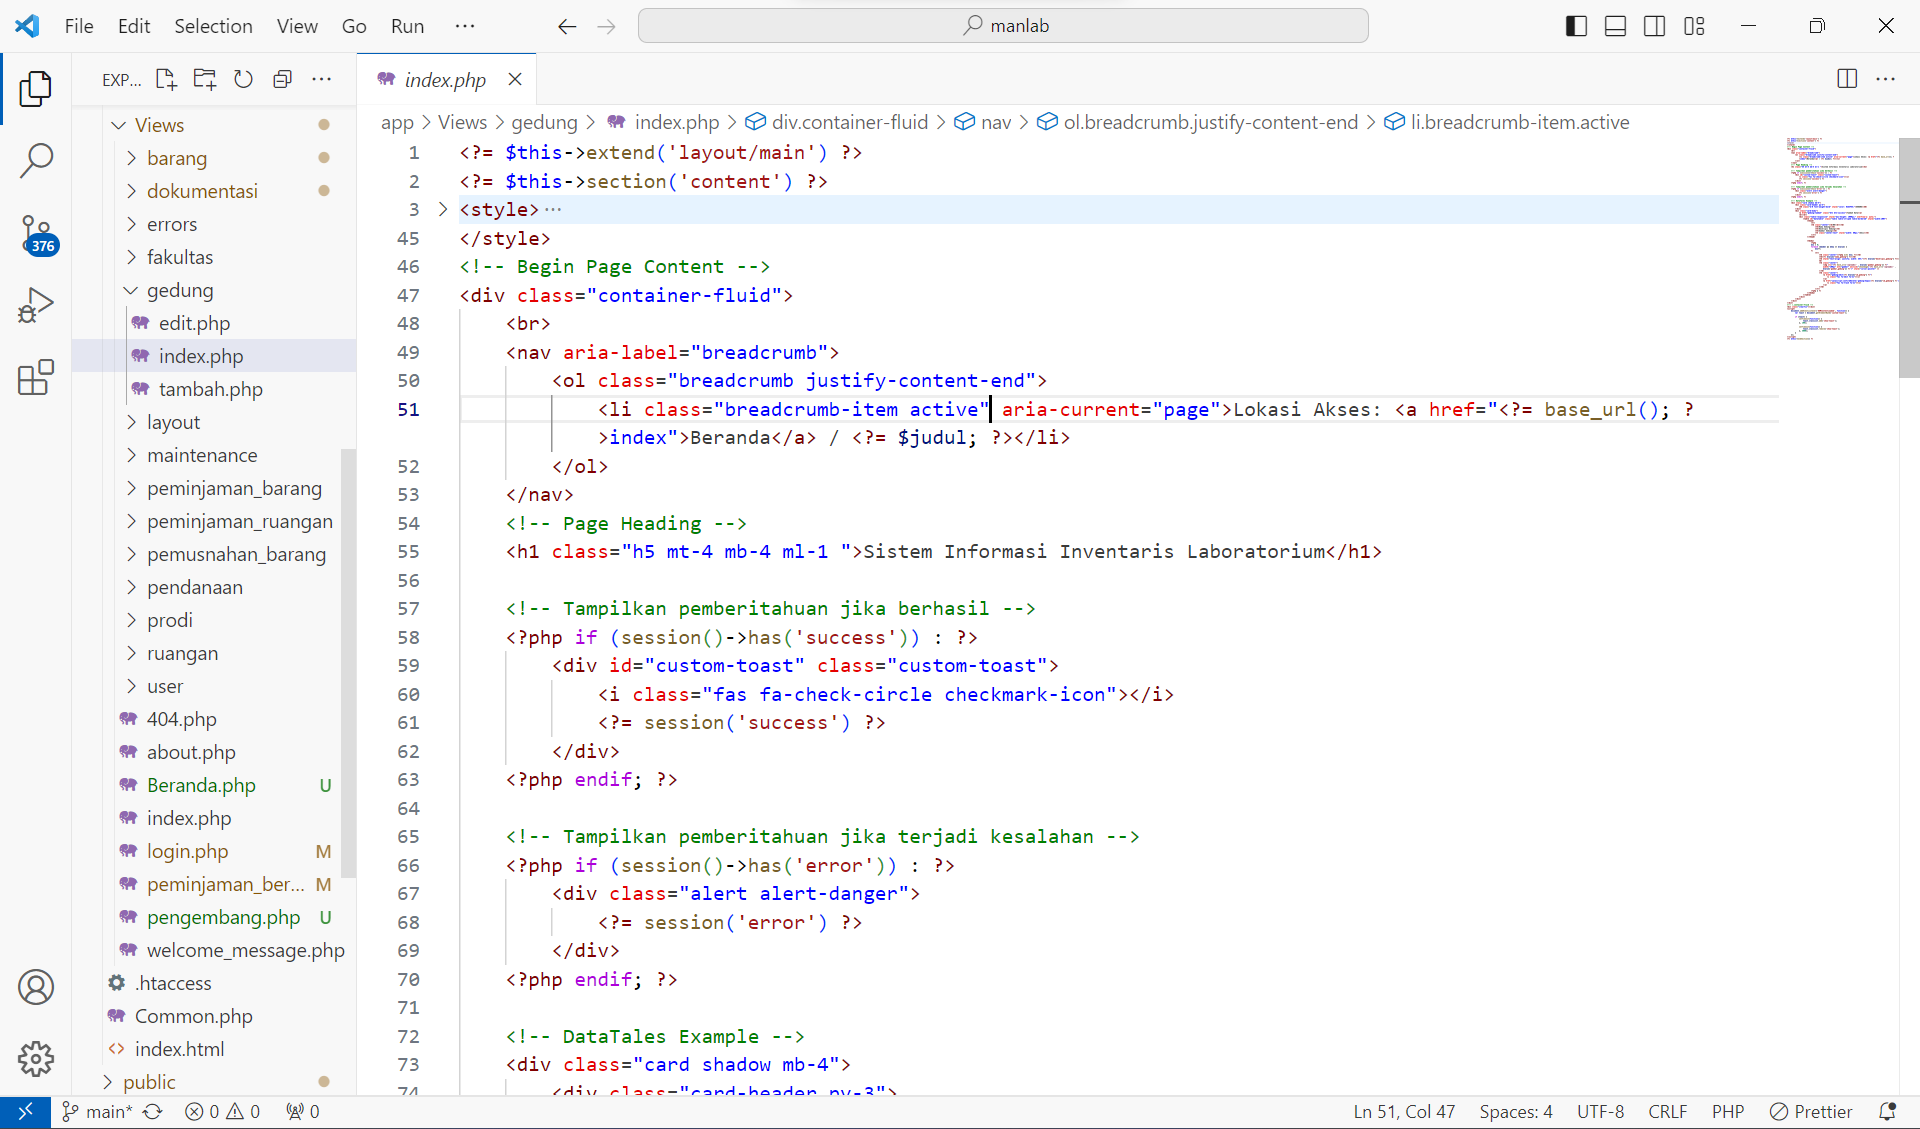 File Edit Selection View Go Run ··· manlab
EXP... ···
Views
barang
dokumentasi
errors
fakultas
gedung
edit.php
index.php
tambah.php
layout
maintenance
peminjaman_barang
peminjaman_ruangan
pemusnahan_barang
pendanaan
prodi
ruangan
user
404.php
about.php
Beranda.php U
index.php
login.php M
peminjaman_ber... M
pengembang.php U
welcome_message.php
.htaccess
Common.php
index.html
public
376
index.php
app > Views > gedung > index.php > div.container-fluid > nav > ol.breadcrumb.justify-content-end > li.breadcrumb-item.active
1 <?= $this->extend('layout/main') ?>
2 <?= $this->section('content') ?>
3 <style>···
45 </style>
46 <!-- Begin Page Content -->
47 <div class="container-fluid">
48 <br>
49 <nav aria-label="breadcrumb">
50 <ol class="breadcrumb justify-content-end">
51 <li class="breadcrumb-item active" aria-current="page">Lokasi Akses: <a href="<?= base_url(); ?
>index">Beranda</a> / <?= $judul; ?></li>
52 </ol>
53 </nav>
54 <!-- Page Heading -->
55 <h1 class="h5 mt-4 mb-4 ml-1 ">Sistem Informasi Inventaris Laboratorium</h1>
56
57 <!-- Tampilkan pemberitahuan jika berhasil -->
58 <?php if (session()->has('success')) : ?>
59 <div id="custom-toast" class="custom-toast">
60 <i class="fas fa-check-circle checkmark-icon"></i>
61 <?= session('success') ?>
62 </div>
63 <?php endif; ?>
64
65 <!-- Tampilkan pemberitahuan jika terjadi kesalahan -->
66 <?php if (session()->has('error')) : ?>
67 <div class="alert alert-danger">
68 <?= session('error') ?>
69 </div>
70 <?php endif; ?>
71
72 <!-- DataTales Example -->
73 <div class="card shadow mb-4">
74 <div class="card-header py-3">
main* 0 0 0 Ln 51, Col 47 Spaces: 4 UTF-8 CRLF PHP Prettier